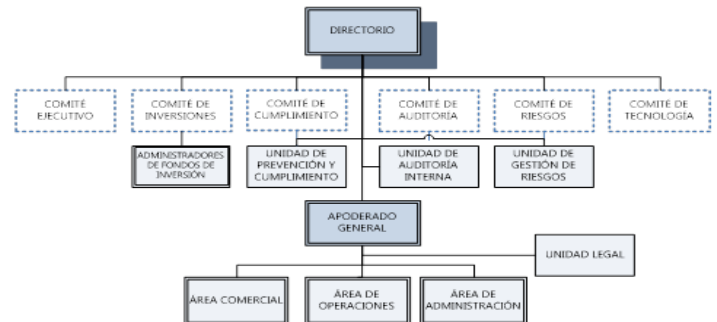 DIRECTORIO
COMITÉ
EJECUTIVO
COMITÉ DE
INVERSIONES
COMITÉ DE
CUMPLIMIENTO
COMITÉ DE
AUDITORÍA
COMITÉ DE
RIESGOS
COMITÉ DE
TECNOLOGÍA
ADMINISTRADORES
DE FONDOS DE
INVERSIÓN
UNIDAD DE
PREVENCIÓN Y
CUMPLIMIENTO
UNIDAD DE
AUDITORÍA
INTERNA
UNIDAD DE
GESTIÓN DE
RIESGOS
APODERADO
GENERAL
UNIDAD LEGAL
ÁREA COMERCIAL
ÁREA DE
OPERACIONES
ÁREA DE
ADMINISTRACIÓN